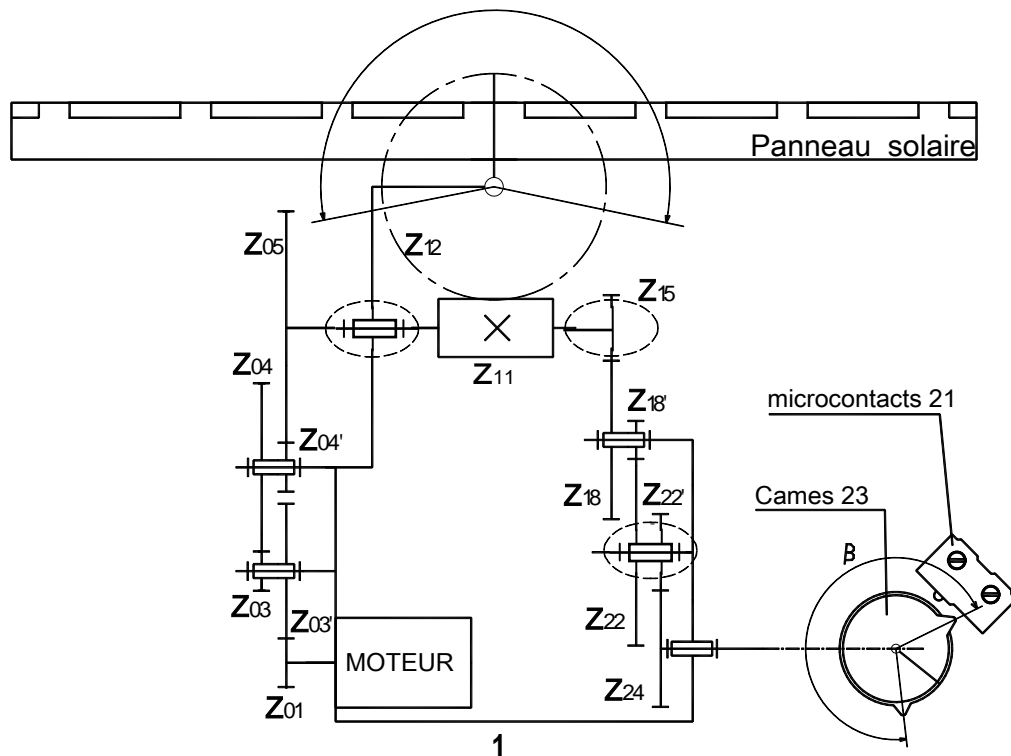 Panneau solaire
Z05
Z12
Z15
Z04
Z11
Z04'
Z18'
microcontacts 21
Z18
Z22'
Cames 23
β
Z03
Z03'
Z22
MOTEUR
Z01
Z24
1